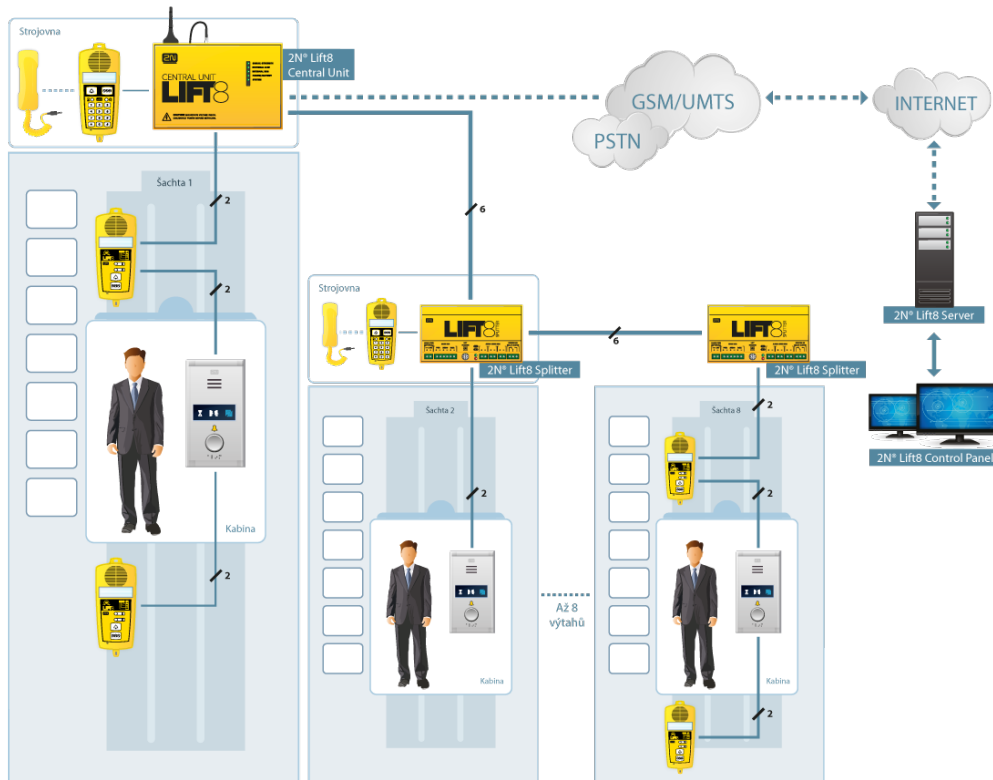 Strojovna
2N
CENTRAL UNIT
LIFT8
2N® Lift8
Central Unit
GSM/UMTS
PSTN
INTERNET
Šachta 1
2
2
Kabina
2
6
Strojovna
LIFT8
2N® Lift8 Splitter
6
LIFT8
2N® Lift8 Splitter
2N® Lift8 Server
2N® Lift8 Control Panel
Šachta 2
2
Kabina
Až 8
výtahů
Šachta 8
2
2
Kabina
2